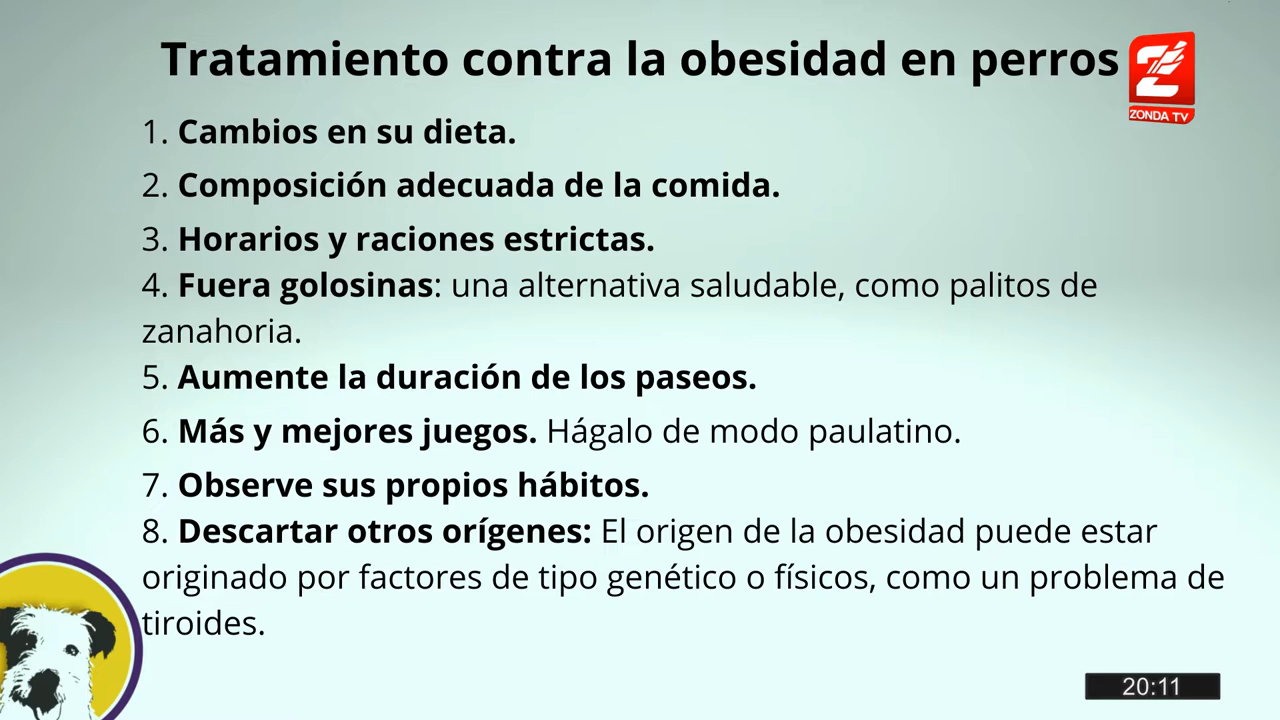 Tratamiento contra la obesidad en perros
ZONDA TV
1. Cambios en su dieta.
2. Composición adecuada de la comida.
3. Horarios y raciones estrictas.
4. Fuera golosinas: una alternativa saludable, como palitos de
zanahoria.
5. Aumente la duración de los paseos.
6. Más y mejores juegos. Hágalo de modo paulatino.
7. Observe sus propios hábitos.
8. Descartar otros orígenes: El origen de la obesidad puede estar
originado por factores de tipo genético o físicos, como un problema de
tiroides.
20:11